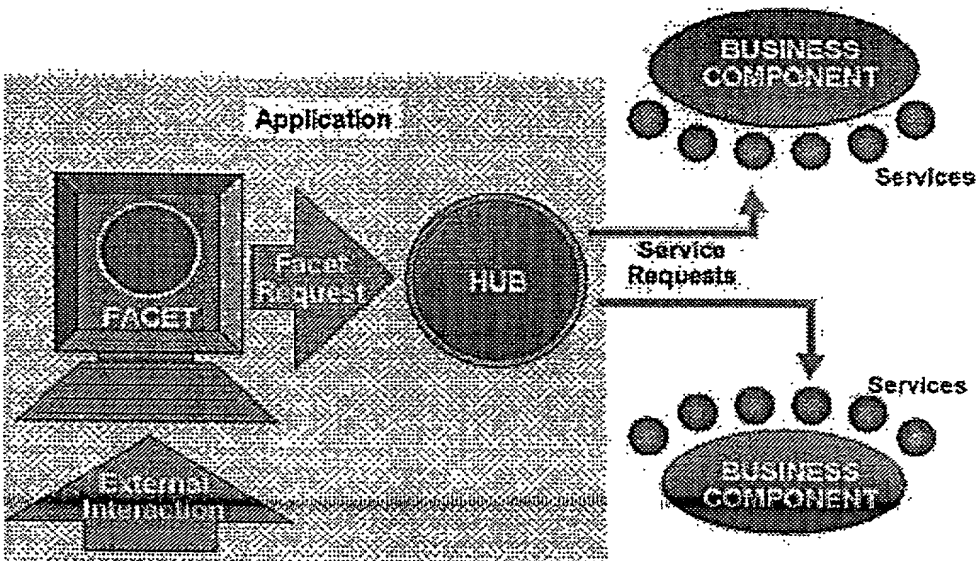 BUSINESS
COMPONENT
Services
Application
FACET
Facet
Request
HUB
Service
Requests
External
Interaction
Services
BUSINESS
COMPONENT